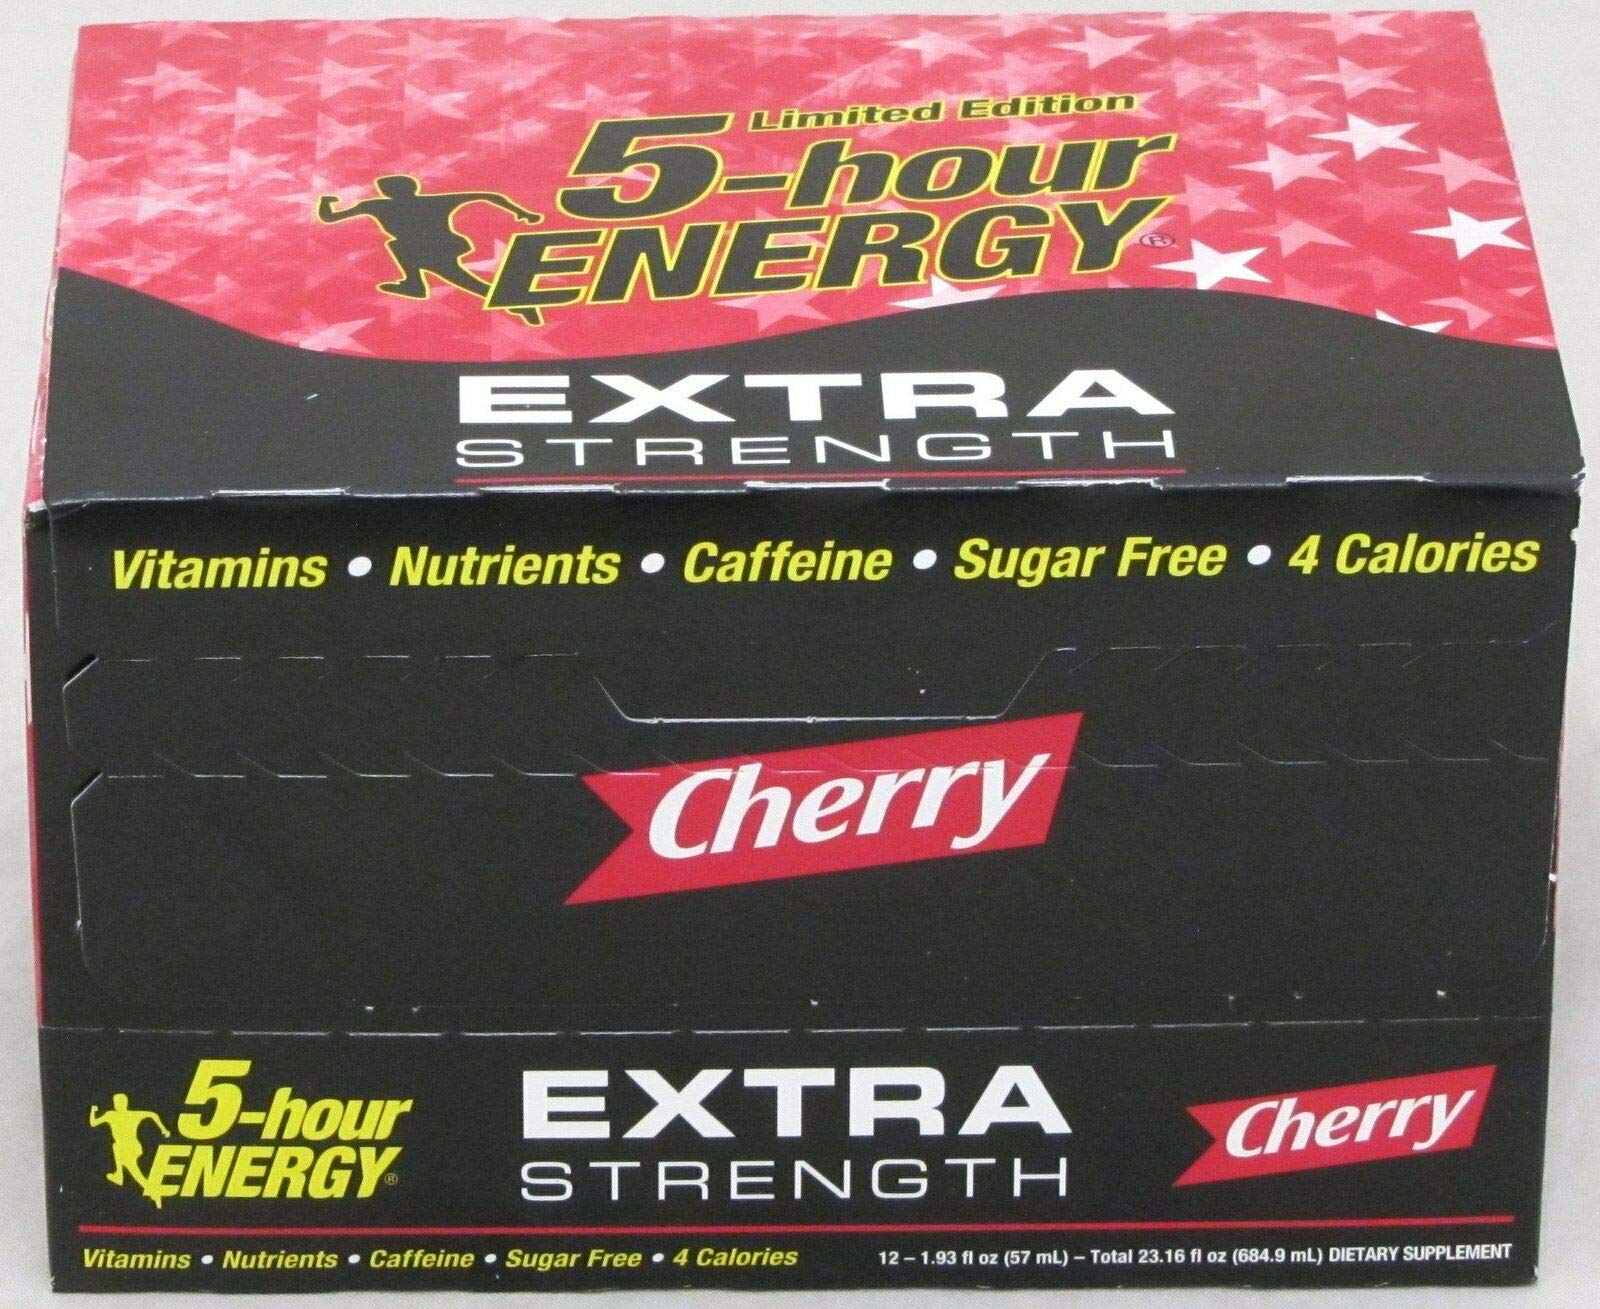 Limited Edition
5-hour
ENERGY®
EXTRA
STRENGTH
Vitamins • Nutrients • Caffeine • Sugar Free • 4 Calories
Cherry
5-hour
ENERGY®
EXTRA
STRENGTH
Cherry
Vitamins • Nutrients • Caffeine • Sugar Free • 4 Calories
12 – 1.93 fl oz (57 mL) – Total 23.16 fl oz (684.9 mL) DIETARY SUPPLEMENT